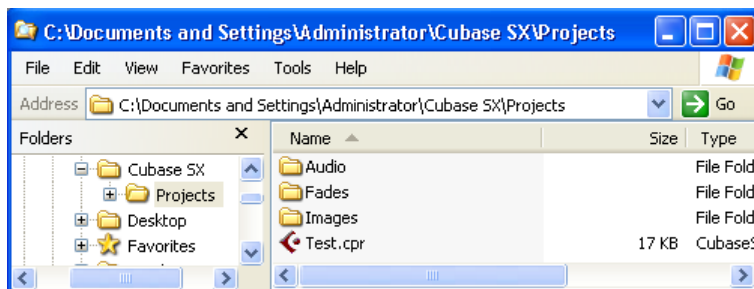 C:\Documents and Settings\Administrator\Cubase SX\Projects
File Edit View Favorites Tools Help
Address C:\Documents and Settings\Administrator\Cubase SX\Projects Go
Folders
Cubase SX
Projects
Desktop
Favorites
Name Size Type
Audio File Fold
Fades File Fold
Images File Fold
Test.cpr 17 KB CubaseS